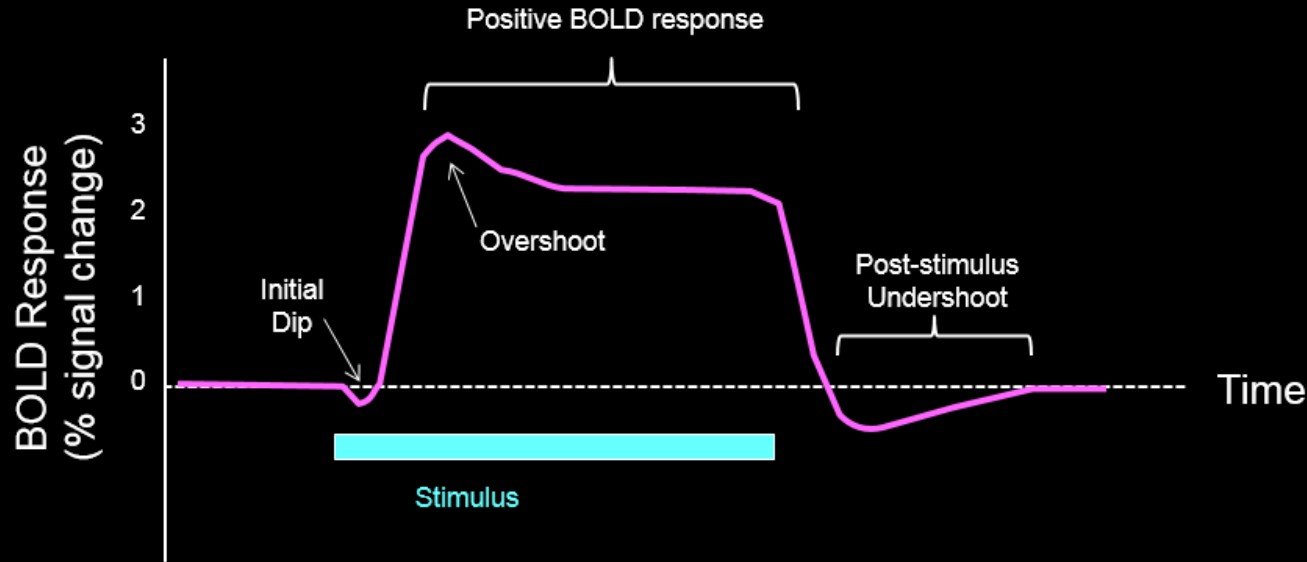 Positive BOLD response
BOLD Response
(% signal change)
3
2
1
0
Overshoot
Initial
Dip
Post-stimulus
Undershoot
Time
Stimulus